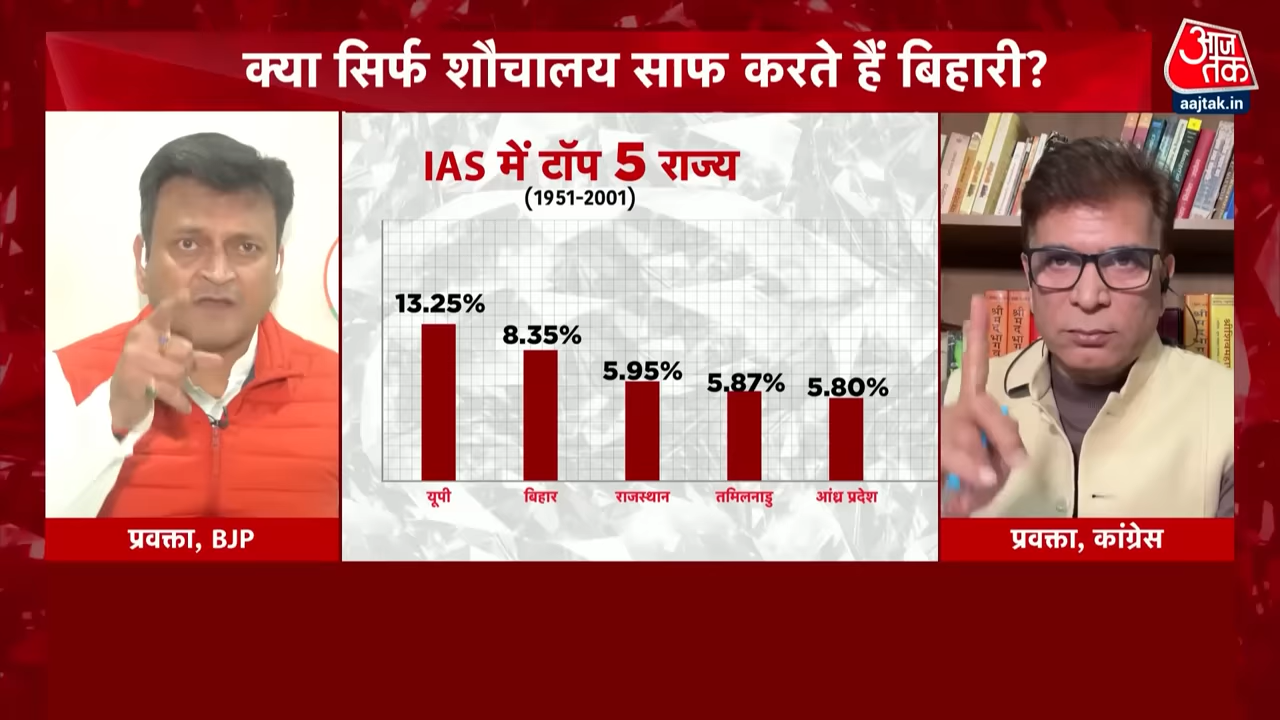 क्या सिर्फ शौचालय साफ करते हैं बिहारी?
आज
तक
aajtak.in
IAS में टॉप 5 राज्य
(1951-2001)
13.25%
8.35%
5.95%
5.87%
5.80%
यूपी
बिहार
राजस्थान
तमिलनाडु
आंध्र प्रदेश
प्रवक्ता, BJP
प्रवक्ता, कांग्रेस